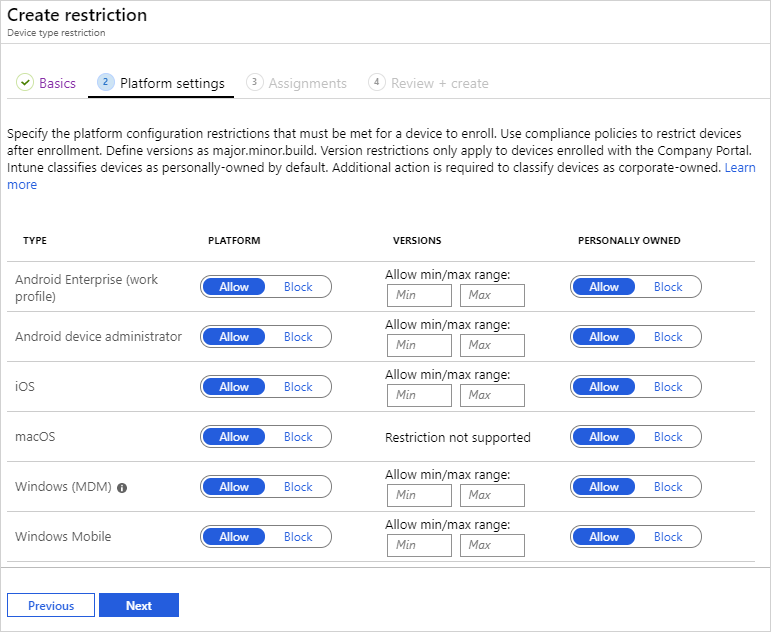 Create restriction
Device type restriction
Basics
2 Platform settings
3 Assignments
4 Review + create
Specify the platform configuration restrictions that must be met for a device to enroll. Use compliance policies to restrict devices
after enrollment. Define versions as major.minor.build. Version restrictions only apply to devices enrolled with the Company Portal.
Intune classifies devices as personally-owned by default. Additional action is required to classify devices as corporate-owned. Learn
more
TYPE PLATFORM VERSIONS PERSONALLY OWNED
Android Enterprise (work
profile)
Allow Block
Allow min/max range:
Min Max
Allow Block
Android device administrator
Allow Block
Allow min/max range:
Min Max
Allow Block
iOS
Allow Block
Allow min/max range:
Min Max
Allow Block
macOS
Allow Block
Restriction not supported
Allow Block
Windows (MDM)
Allow Block
Allow min/max range:
Min Max
Allow Block
Windows Mobile
Allow Block
Allow min/max range:
Min Max
Allow Block
Previous Next